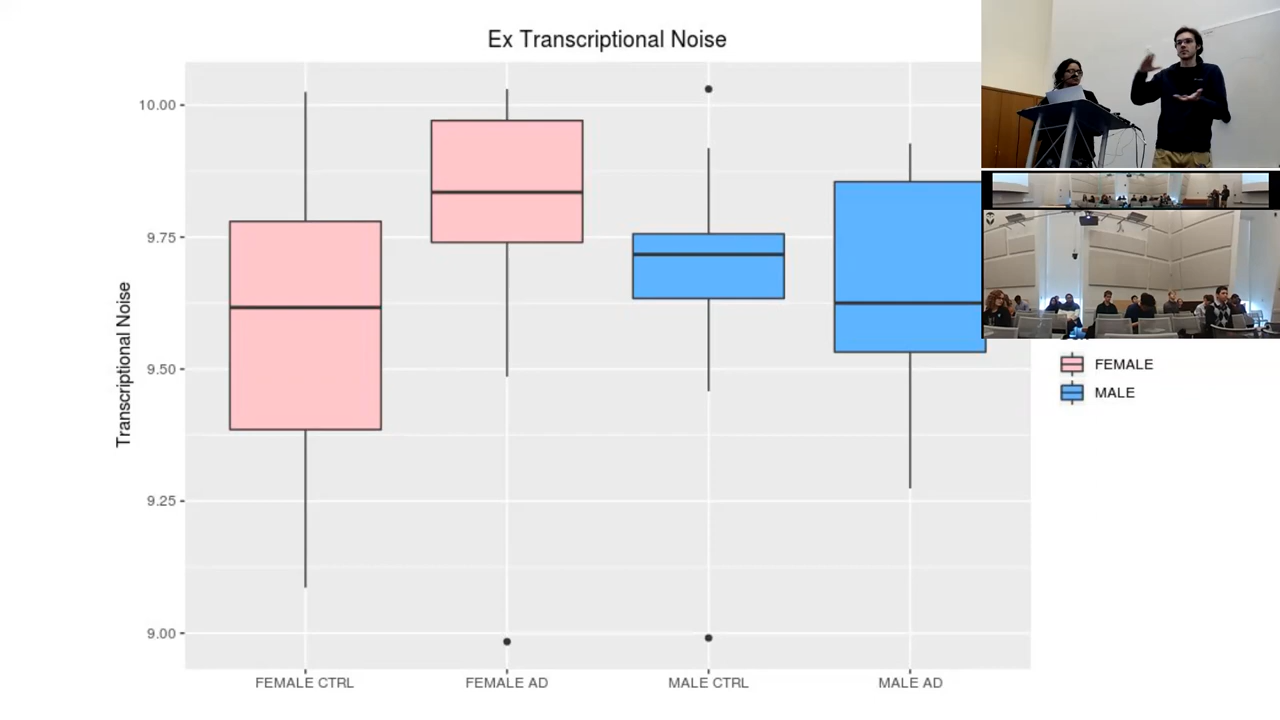 Ex Transcriptional Noise
Transcriptional Noise
10.00
9.75
9.50
9.25
9.00
FEMALE CTRL
FEMALE AD
MALE CTRL
MALE AD
FEMALE
MALE